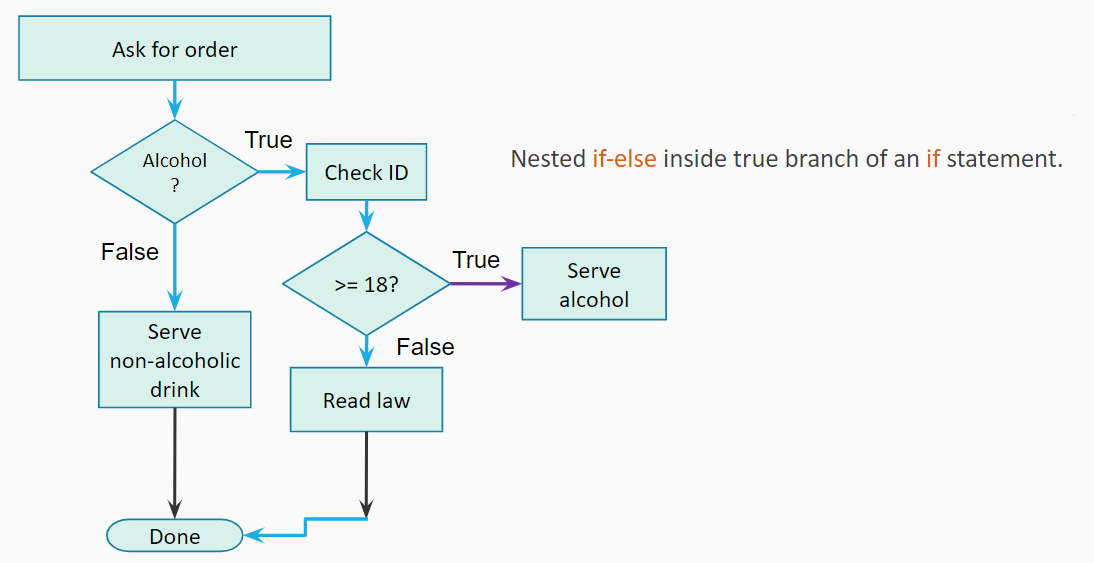 Ask for order
Alcohol
?
True
Check ID
Nested if-else inside true branch of an if statement.
False
>= 18?
True
Serve
alcohol
Serve
non-alcoholic
drink
False
Read law
Done